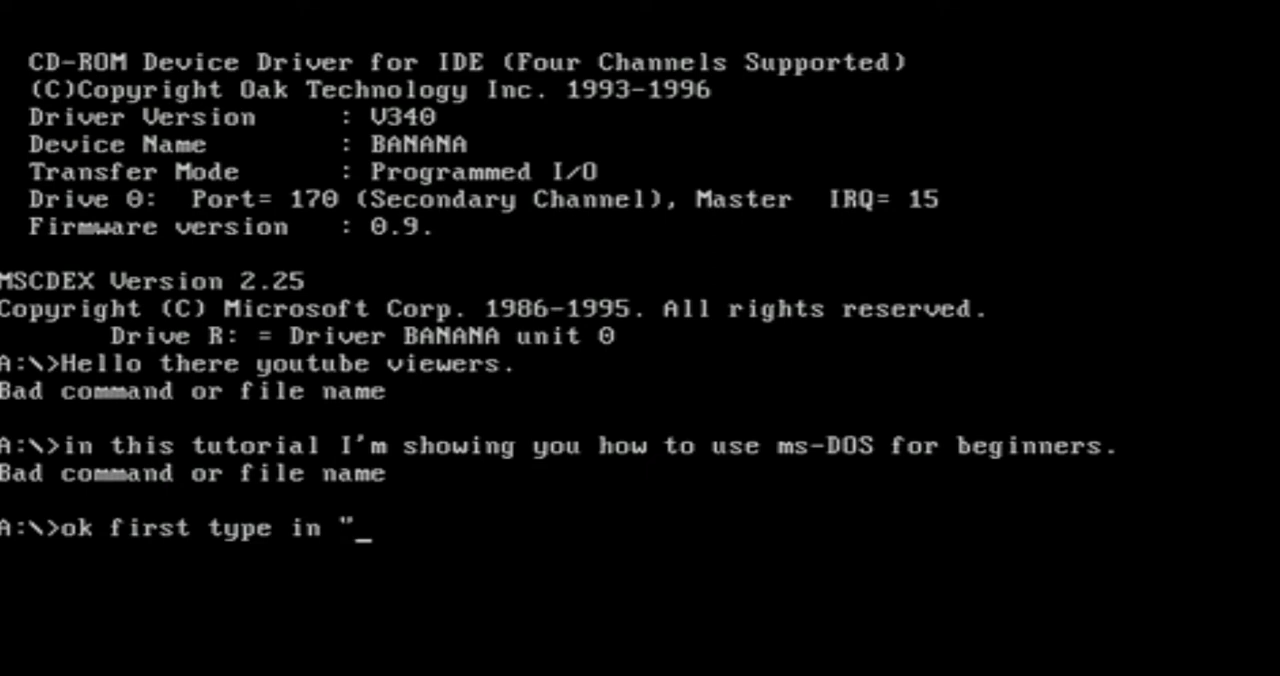 CD-ROM Device Driver for IDE (Four Channels Supported)
(C)Copyright Oak Technology Inc. 1993-1996
Driver Version : V340
Device Name : BANANA
Transfer Mode : Programmed I/O
Drive 0: Port= 170 (Secondary Channel), Master IRQ= 15
Firmware version : 0.9.
MSCDEX Version 2.25
Copyright (C) Microsoft Corp. 1986-1995. All rights reserved.
Drive R: = Driver BANANA unit 0
A:\>Hello there youtube viewers.
Bad command or file name
A:\>in this tutorial I'm showing you how to use ms-DOS for beginners.
Bad command or file name
A:\>ok first type in "_